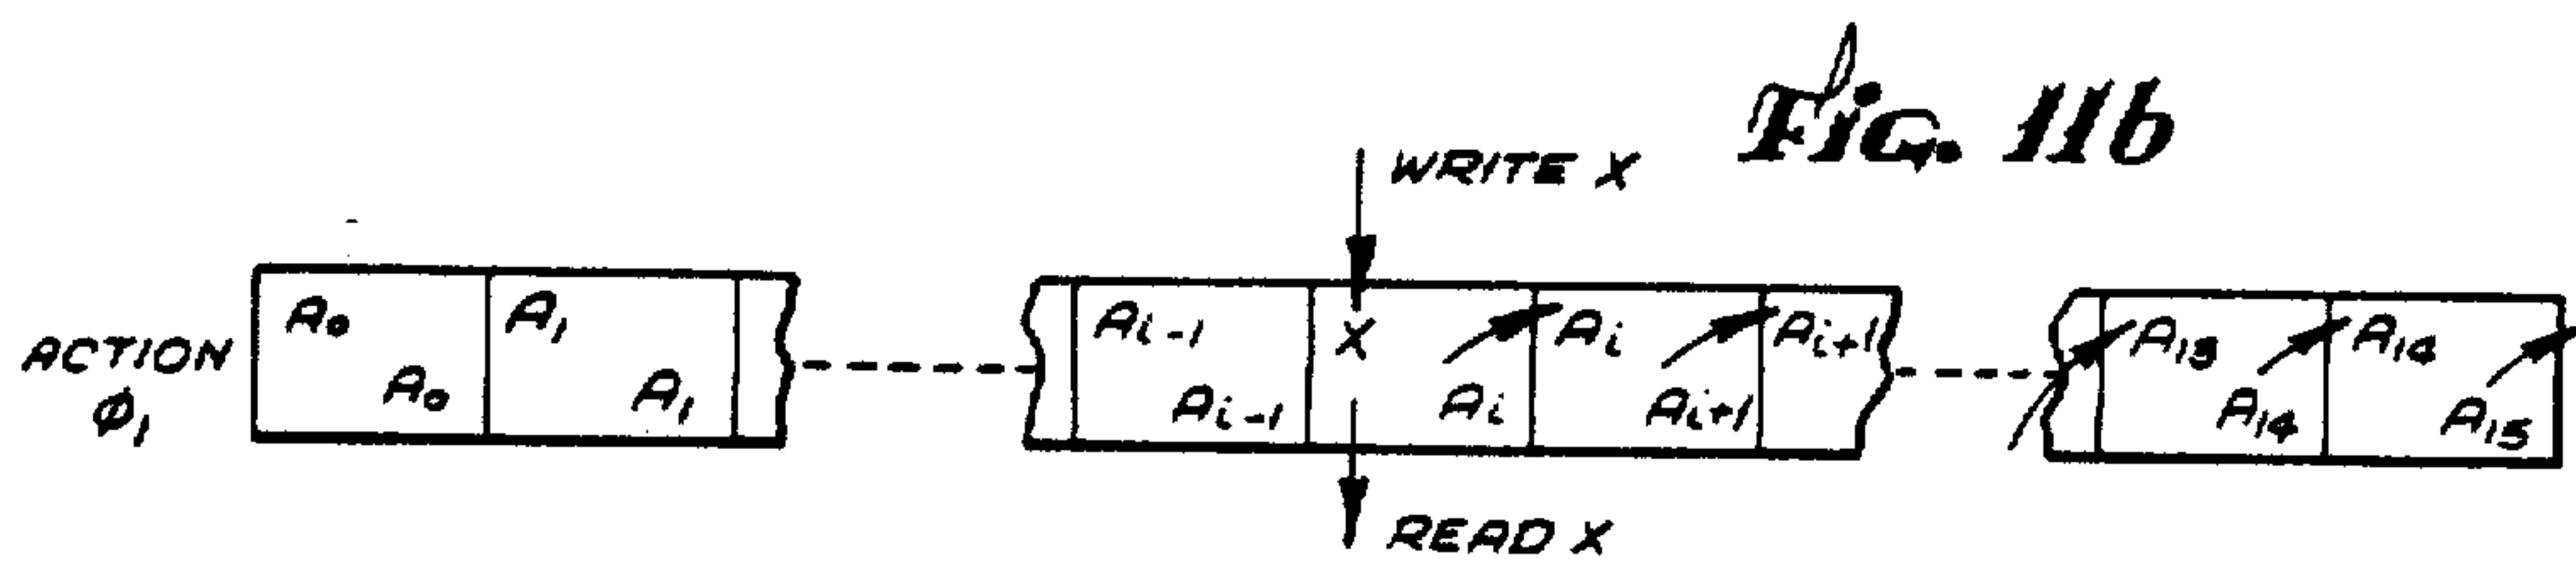 Fig. 11b
WRITE X
A₀ A₁ Aᵢ₋₁ X Aᵢ Aᵢ₊₁ A₁₃ A₁₄
ACTION
ϕ₁
A₀ A₁ Aᵢ₋₁ Aᵢ Aᵢ₊₁ A₁₄ A₁₅
READ X